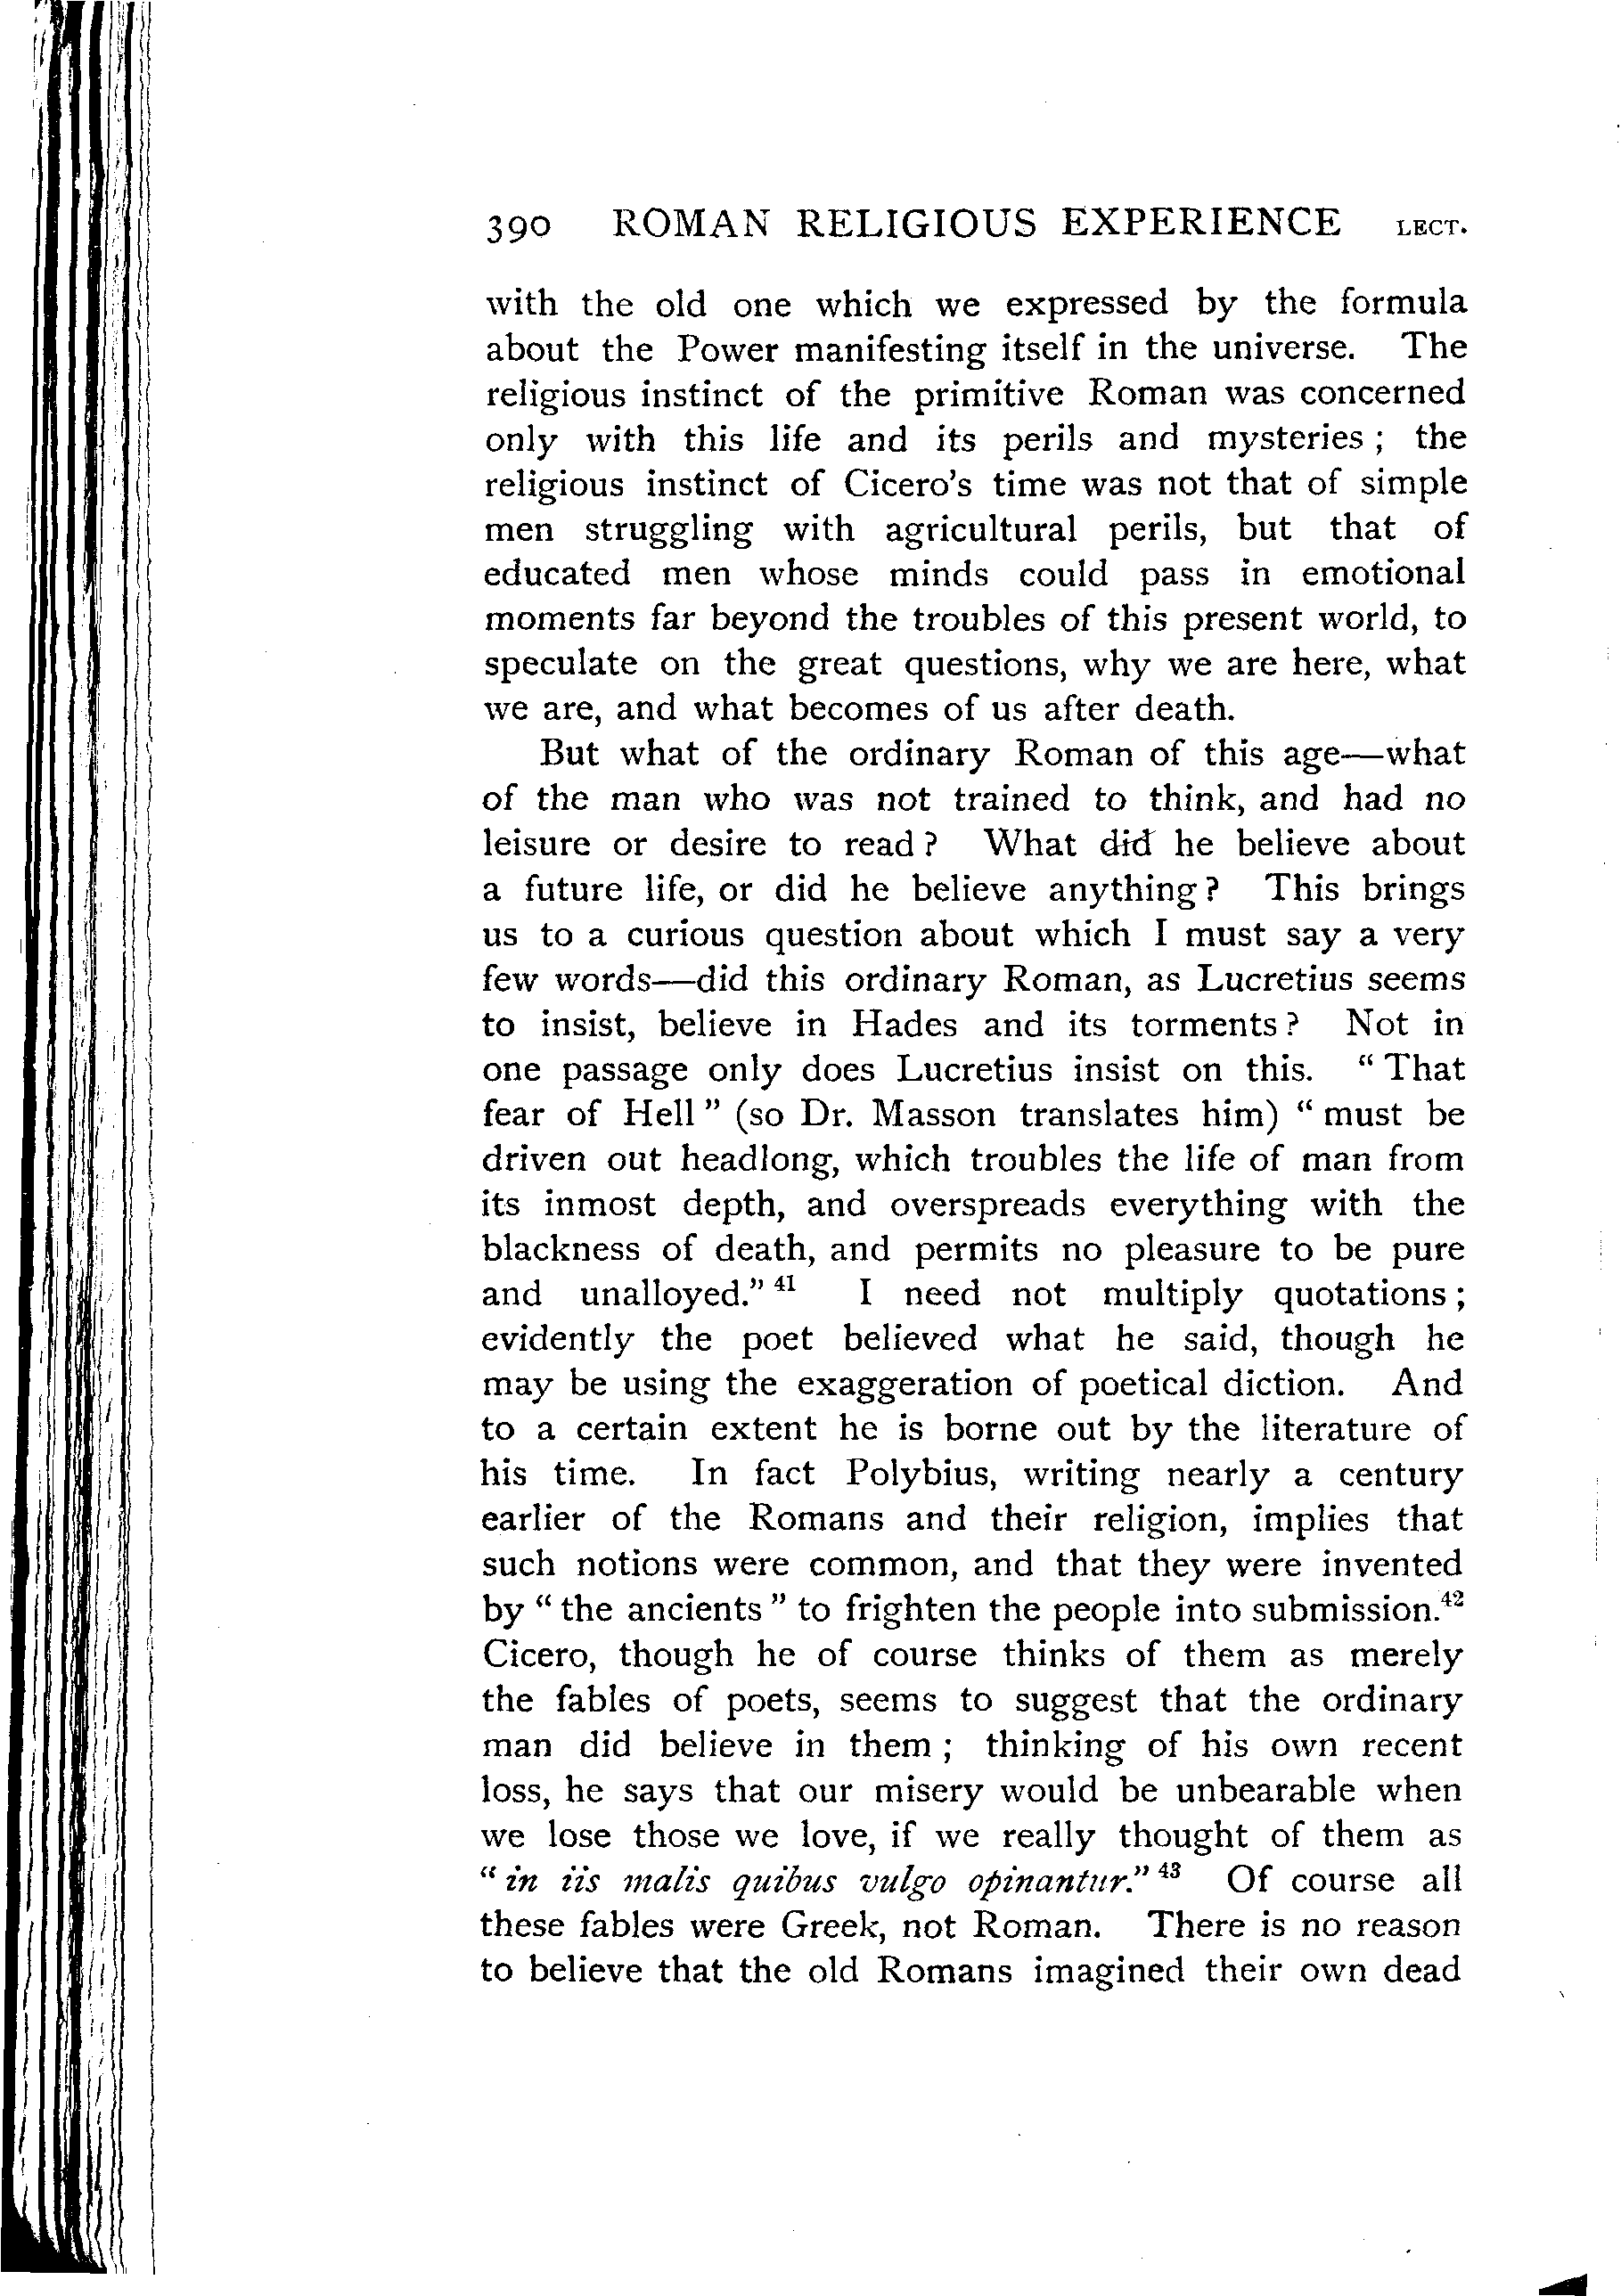 390 ROMAN RELIGIOUS EXPERIENCE LECT.
with the old one which we expressed by the formula
about the Power manifesting itself in the universe. The
religious instinct of the primitive Roman was concerned
only with this life and its perils and mysteries ; the
religious instinct of Cicero's time was not that of simple
men struggling with agricultural perils, but that of
educated men whose minds could pass in emotional
moments far beyond the troubles of this present world, to
speculate on the great questions, why we are here, what
we are, and what becomes of us after death.
But what of the ordinary Roman of this age—what
of the man who was not trained to think, and had no
leisure or desire to read ? What did he believe about
a future life, or did he believe anything ? This brings
us to a curious question about which I must say a very
few words—did this ordinary Roman, as Lucretius seems
to insist, believe in Hades and its torments ? Not in
one passage only does Lucretius insist on this. “ That
fear of Hell ” (so Dr. Masson translates him) “ must be
driven out headlong, which troubles the life of man from
its inmost depth, and overspreads everything with the
blackness of death, and permits no pleasure to be pure
and unalloyed.” 41 I need not multiply quotations ;
evidently the poet believed what he said, though he
may be using the exaggeration of poetical diction. And
to a certain extent he is borne out by the literature of
his time. In fact Polybius, writing nearly a century
earlier of the Romans and their religion, implies that
such notions were common, and that they were invented
by “ the ancients ” to frighten the people into submission.42
Cicero, though he of course thinks of them as merely
the fables of poets, seems to suggest that the ordinary
man did believe in them ; thinking of his own recent
loss, he says that our misery would be unbearable when
we lose those we love, if we really thought of them as
“ in iis malis quibus vulgo opinantur.” 43 Of course all
these fables were Greek, not Roman. There is no reason
to believe that the old Romans imagined their own dead